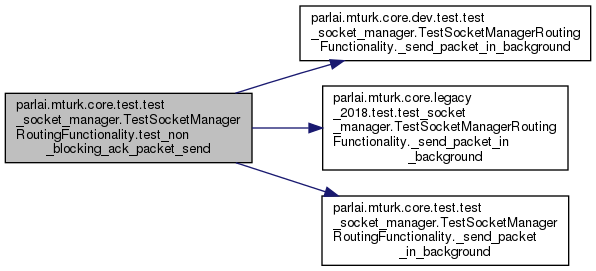 parlai.mturk.core.test.test
_socket_manager.TestSocketManager
RoutingFunctionality.test_non
_blocking_ack_packet_send
parlai.mturk.core.dev.test.test
_socket_manager.TestSocketManagerRouting
Functionality._send_packet_in_background
parlai.mturk.core.legacy
_2018.test.test_socket
_manager.TestSocketManagerRouting
Functionality._send_packet_in
_background
parlai.mturk.core.test.test
_socket_manager.TestSocketManager
RoutingFunctionality._send_packet
_in_background